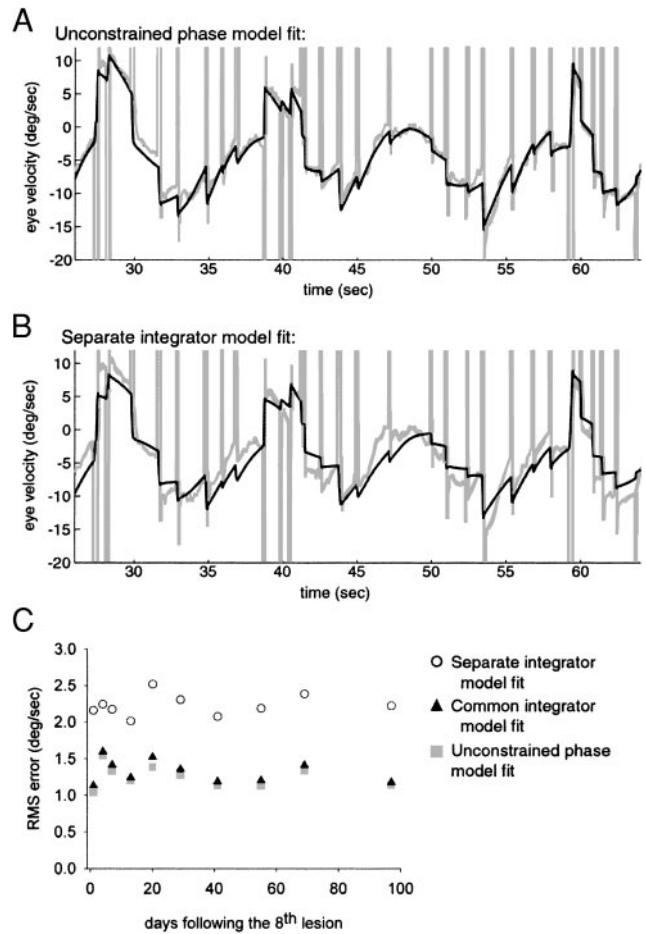 A
Unconstrained phase model fit:
10
5
0
-5
-10
-15
-20
eye velocity (deg/sec)
30 35 40 45 50 55 60
time (sec)
B
Separate integrator model fit:
10
5
0
-5
-10
-15
-20
eye velocity (deg/sec)
30 35 40 45 50 55 60
time (sec)
C
3.0
2.5
2.0
1.5
1.0
0.5
0.0
RMS error (deg/sec)
0 20 40 60 80 100
days following the 8th lesion
Separate integrator
model fit
Common integrator
model fit
Unconstrained phase
model fit